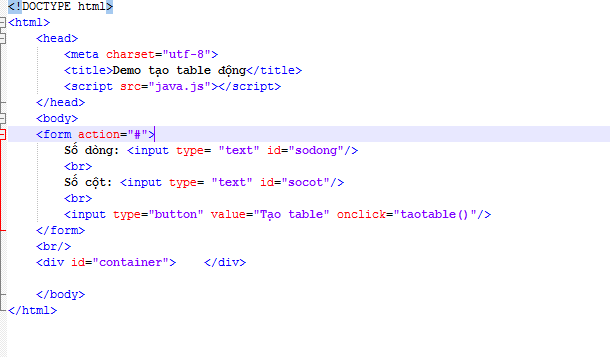 <!DOCTYPE html>
<html>
<head>
<meta charset="utf-8">
<title>Demo tạo table động</title>
<script src="java.js"></script>
</head>
<body>
<form action="#">
Số dòng: <input type= "text" id="sodong"/>
<br>
Số cột: <input type= "text" id="socot"/>
<br>
<input type="button" value="Tạo table" onclick="taotable()"/>
</form>
<br/>
<div id="container">    </div>
</body>
</html>